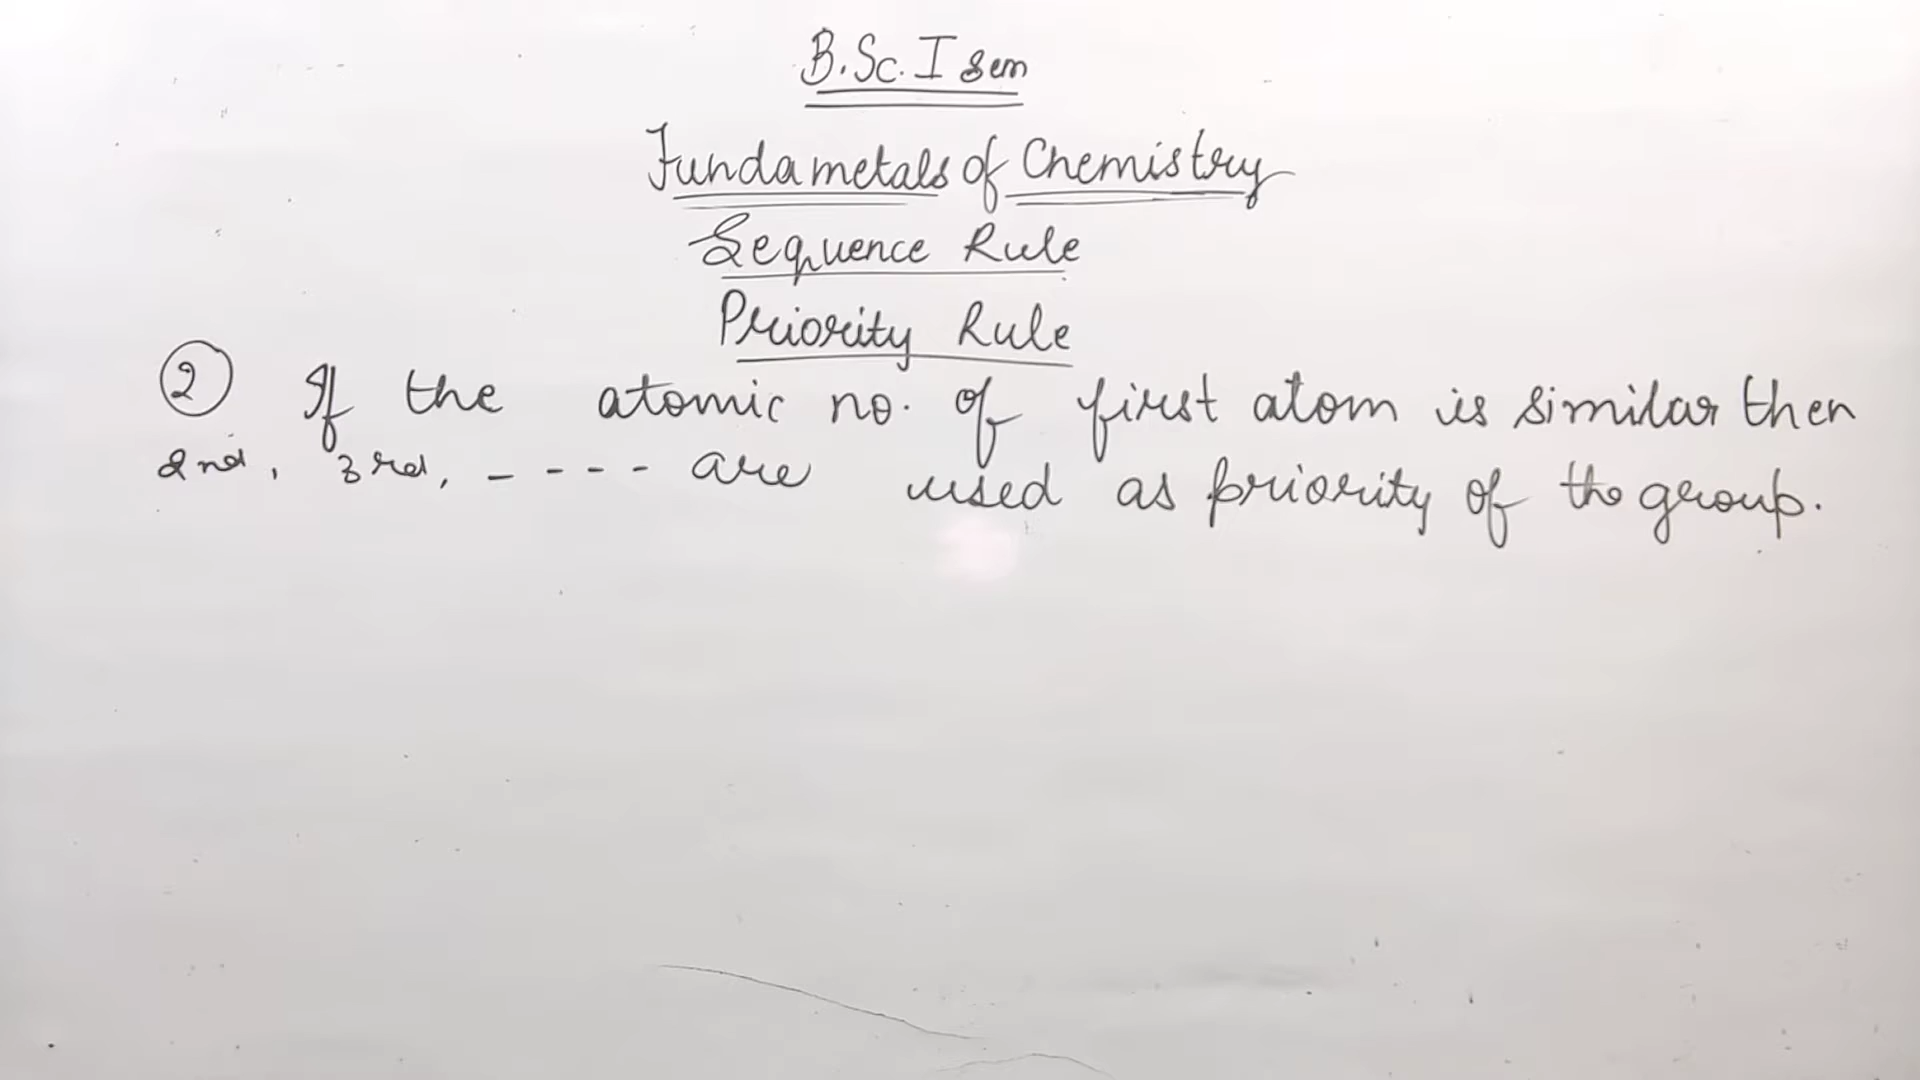 B.Sc. I sem
Fundametals of Chemistry
Sequence Rule
Priority Rule
② If the atomic no. of first atom is similar then
2nd, 3rd, - - - - - are used as priority of the group.